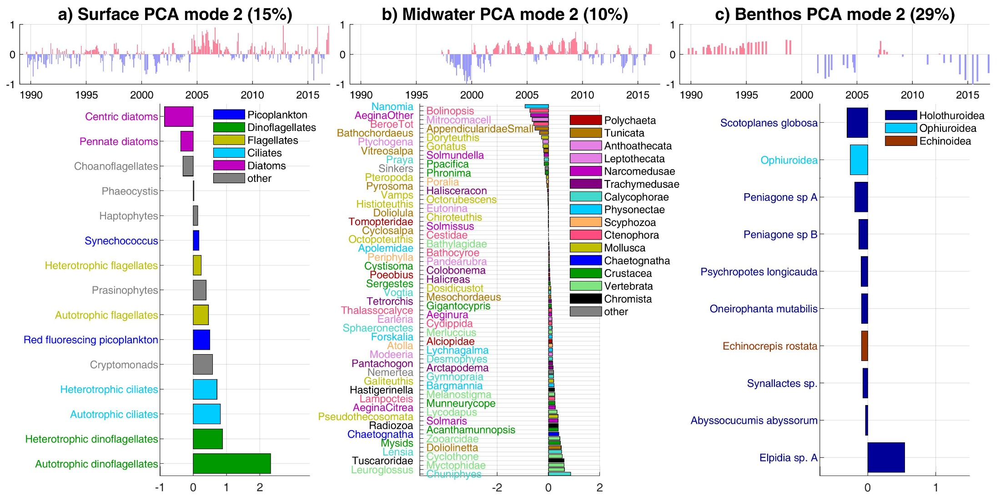 a) Surface PCA mode 2 (15%)
1
0
-1
1990 1995 2000 2005 2010 2015
Centric diatoms
Pennate diatoms
Choanoflagellates
Phaeocystis
Haptophytes
Synechococcus
Heterotrophic flagellates
Prasinophytes
Autotrophic flagellates
Red fluorescing picoplankton
Cryptomonads
Heterotrophic ciliates
Autotrophic ciliates
Heterotrophic dinoflagellates
Autotrophic dinoflagellates
-1 0 1 2
Picoplankton
Dinoflagellates
Flagellates
Ciliates
Diatoms
other
b) Midwater PCA mode 2 (10%)
1
0
-1
1990 1995 2000 2005 2010 2015
Nanomia
Bolinopsis
AeginaOther
Mitrocomacell
BeroeTot
AppendicularidaeSmall
Bathochordaeus
Doryteuthis
Ptychogena
Gonatus
Vitreosalpa
Solmundella
Praya
Ppacifica
Sinkers
Phronima
Pteropoda
Poralia
Pyrosoma
Halisceracon
Vamps
Octorubescens
Histioteuthis
Eutonina
Doliolula
Chiroteuthis
Tomopteridae
Solmissus
Cyclosalpa
Cestidae
Octopoteuthis
Bathylagidae
Apolemidae
Bathocyroe
Periphylla
Pandearubra
Cystisoma
Colobonema
Poeobius
Halicreas
Sergestes
Dosidicustot
Vogtia
Mesochordaeus
Tetrorchis
Gigantocypris
Thalassocalyce
Aeginura
Earleria
Cydippida
Sphaeronectes
Merluccius
Forskalia
Alciopidae
Atolla
Lychnagalma
Modeeria
Desmophyes
Pantachogon
Arctapodema
Nemertea
Gymnopraia
Galiteuthis
Bargmannia
Hastigerinella
Melanostigma
Lampocteis
Munneurycope
AeginaCitrea
Lycodapus
Pseudothecosomata
Solmaris
Radiozoa
Acanthamunnopsis
Chaetognatha
Zooarcidae
Mysids
Doliolinetta
Lensia
Cyclothone
Tuscaroridae
Myctophidae
Leuroglossus
Chuniphyes
-2 0 2
Polychaeta
Tunicata
Anthoathecata
Leptothecata
Narcomedusae
Trachymedusae
Calycophorae
Physonectae
Scyphozoa
Ctenophora
Mollusca
Chaetognatha
Crustacea
Vertebrata
Chromista
other
c) Benthos PCA mode 2 (29%)
1
0
-1
1990 1995 2000 2005 2010 2015
Scotoplanes globosa
Ophiuroidea
Peniagone sp A
Peniagone sp B
Psychropotes longicauda
Oneirophanta mutabilis
Echinocrepis rostata
Synallactes sp.
Abyssocucumis abyssorum
Elpidia sp. A
0 1
Holothuroidea
Ophiuroidea
Echinoidea